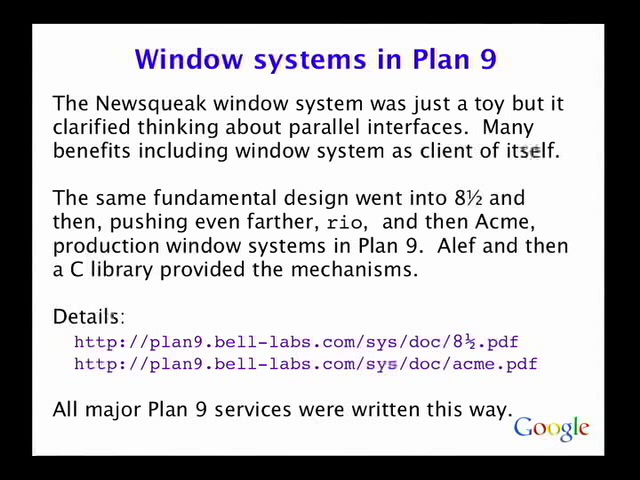 Window systems in Plan 9
The Newsqueak window system was just a toy but it
clarified thinking about parallel interfaces. Many
benefits including window system as client of itself.
The same fundamental design went into 8½ and
then, pushing even farther, rio, and then Acme,
production window systems in Plan 9. Alef and then
a C library provided the mechanisms.
Details:
http://plan9.bell-labs.com/sys/doc/8½.pdf
http://plan9.bell-labs.com/sys/doc/acme.pdf
All major Plan 9 services were written this way.
Google